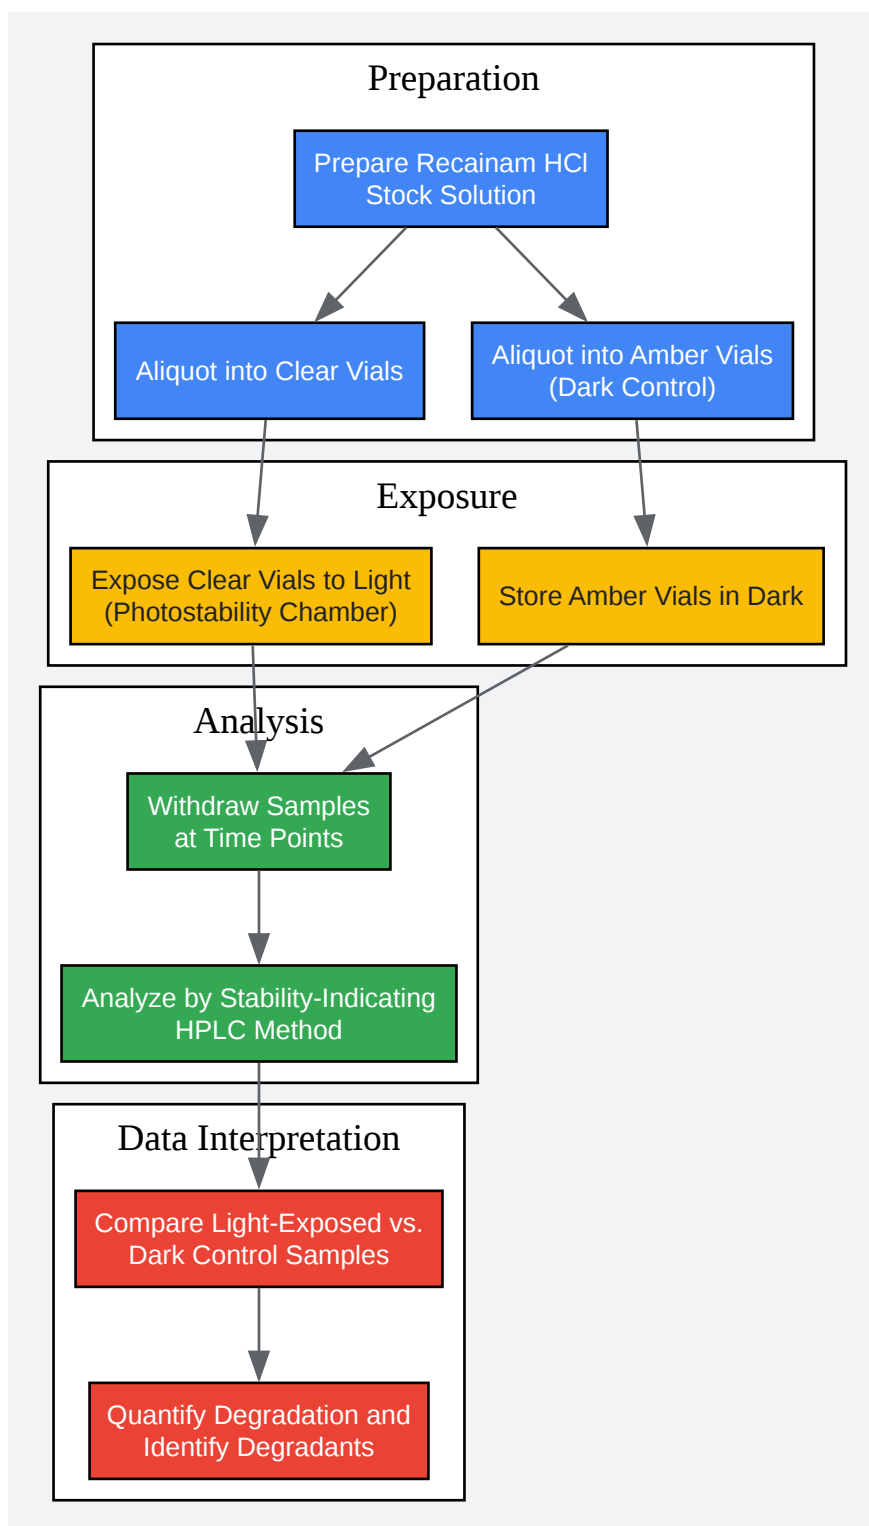 Preparation
Prepare Recainam HCl
Stock Solution
Aliquot into Clear Vials
Aliquot into Amber Vials
(Dark Control)
Exposure
Expose Clear Vials to Light
(Photostability Chamber)
Store Amber Vials in Dark
Analysis
Withdraw Samples
at Time Points
Analyze by Stability-Indicating
HPLC Method
Data Interpretation
Compare Light-Exposed vs.
Dark Control Samples
Quantify Degradation and
Identify Degradants